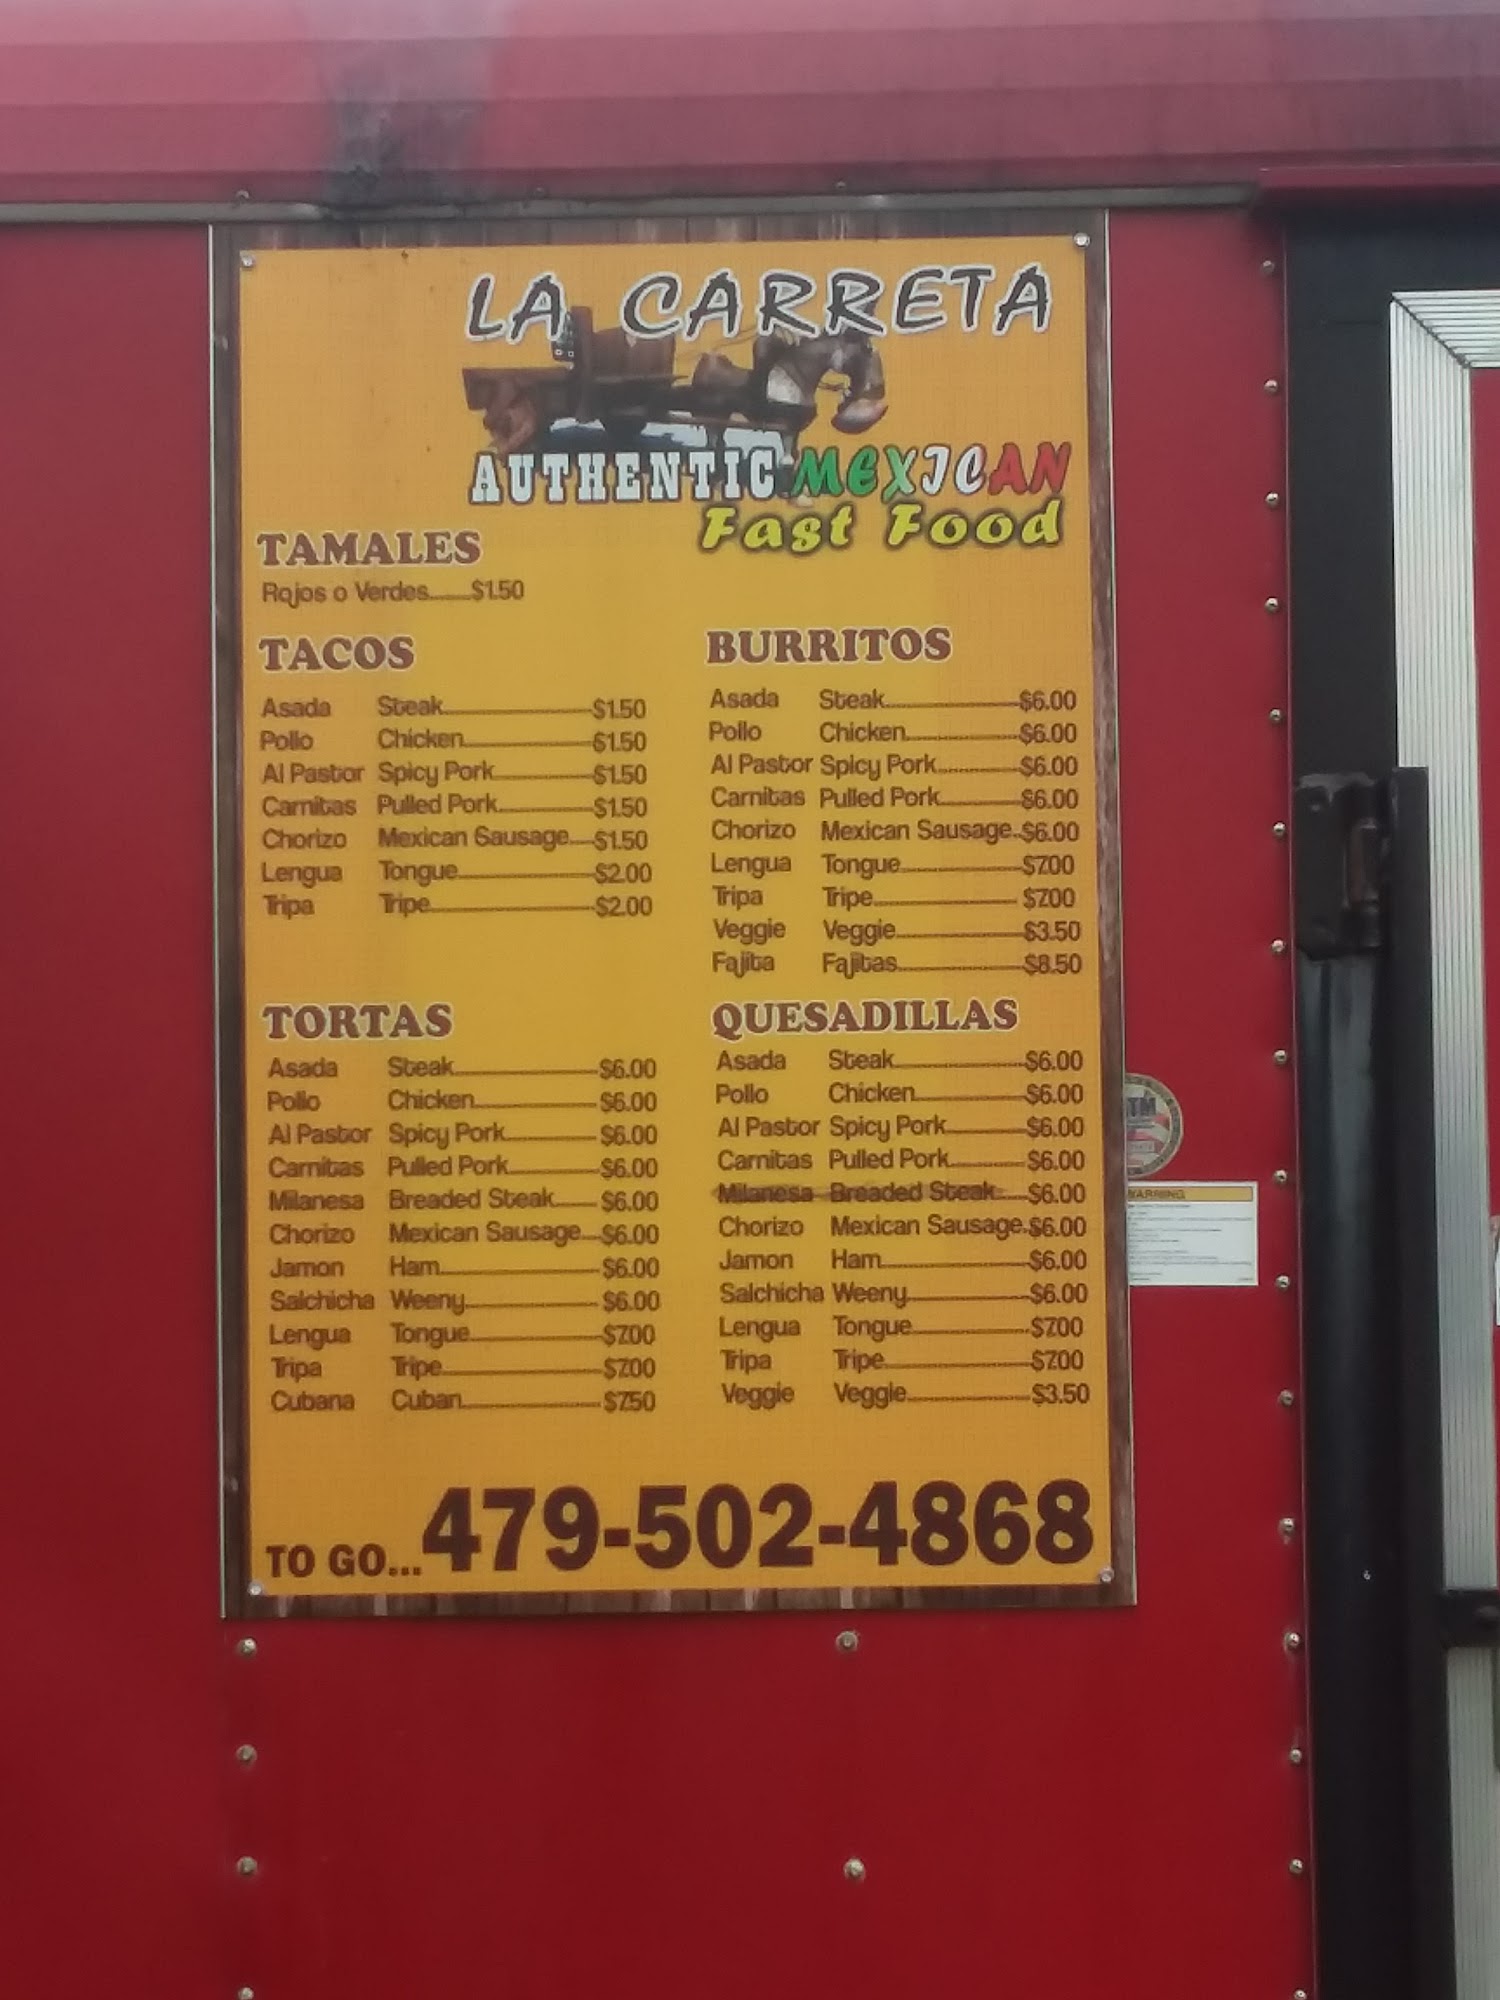 LA CARRETA
AUTHENTIC MEXICAN
Fast Food
TAMALES
Rojos o Verdes......$1.50
TACOS
Asada Steak......$1.50
Pollo Chicken......$1.50
Al Pastor Spicy Pork......$1.50
Carnitas Pulled Pork......$1.50
Chorizo Mexican Sausage......$1.50
Lengua Tongue......$2.00
Tripa Tripe......$2.00
BURRITOS
Asada Steak......$6.00
Pollo Chicken......$6.00
Al Pastor Spicy Pork......$6.00
Carnitas Pulled Pork......$6.00
Chorizo Mexican Sausage..$6.00
Lengua Tongue......$7.00
Tripa Tripe......$7.00
Veggie Veggie......$3.50
Fajita Fajitas......$8.50
TORTAS
Asada Steak......$6.00
Pollo Chicken......$6.00
Al Pastor Spicy Pork......$6.00
Carnitas Pulled Pork......$6.00
Milanesa Breaded Steak......$6.00
Chorizo Mexican Sausage...$6.00
Jamon Ham......$6.00
Salchicha Weeny......$6.00
Lengua Tongue......$7.00
Tripa Tripe......$7.00
Cubana Cuban......$7.50
QUESADILLAS
Asada Steak......$6.00
Pollo Chicken......$6.00
Al Pastor Spicy Pork......$6.00
Carnitas Pulled Pork......$6.00
Milanesa Breaded Steak......$6.00
Chorizo Mexican Sausage.$6.00
Jamon Ham......$6.00
Salchicha Weeny......$6.00
Lengua Tongue......$7.00
Tripa Tripe......$7.00
Veggie Veggie......$3.50
TO GO...479-502-4868
WARNING